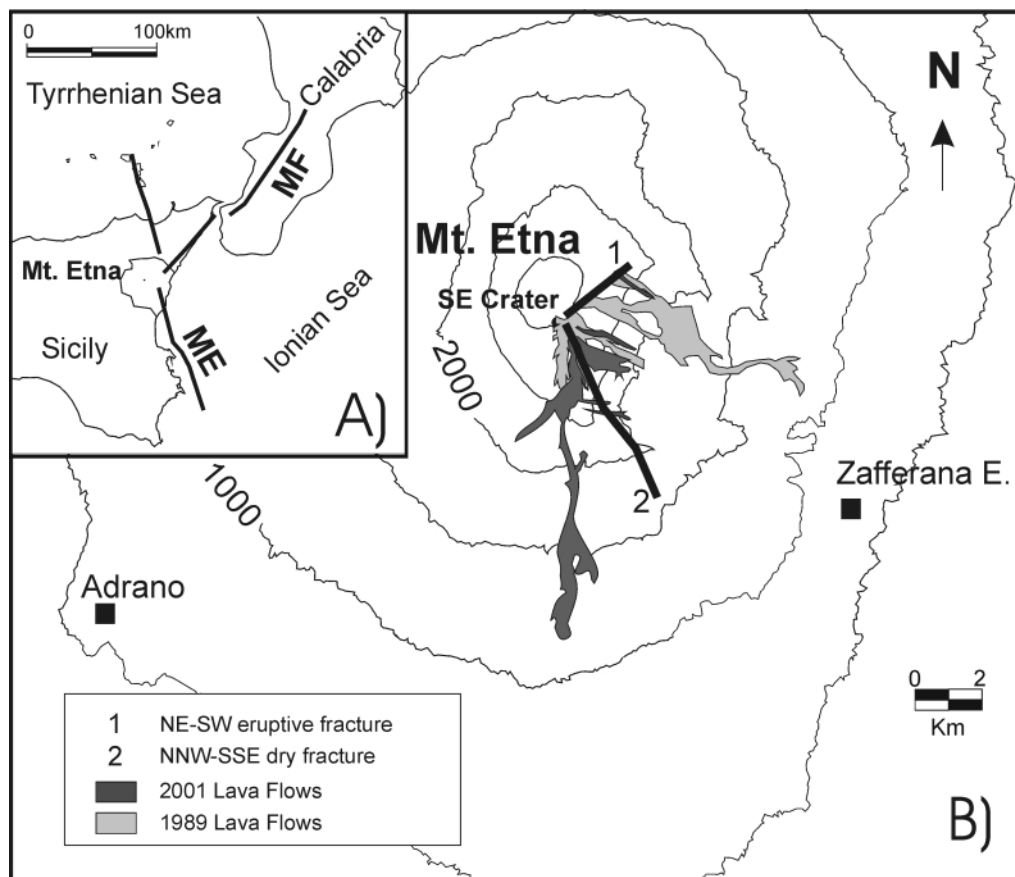 0 100km
Tyrrhenian Sea
Calabria
MF
Mt. Etna
ME
Ionian Sea
Sicily
A)
N
Mt. Etna
1
SE Crater
2000
2
1000
Zafferana E.
Adrano
0 2
Km
1 NE-SW eruptive fracture
2 NNW-SSE dry fracture
2001 Lava Flows
1989 Lava Flows
B)